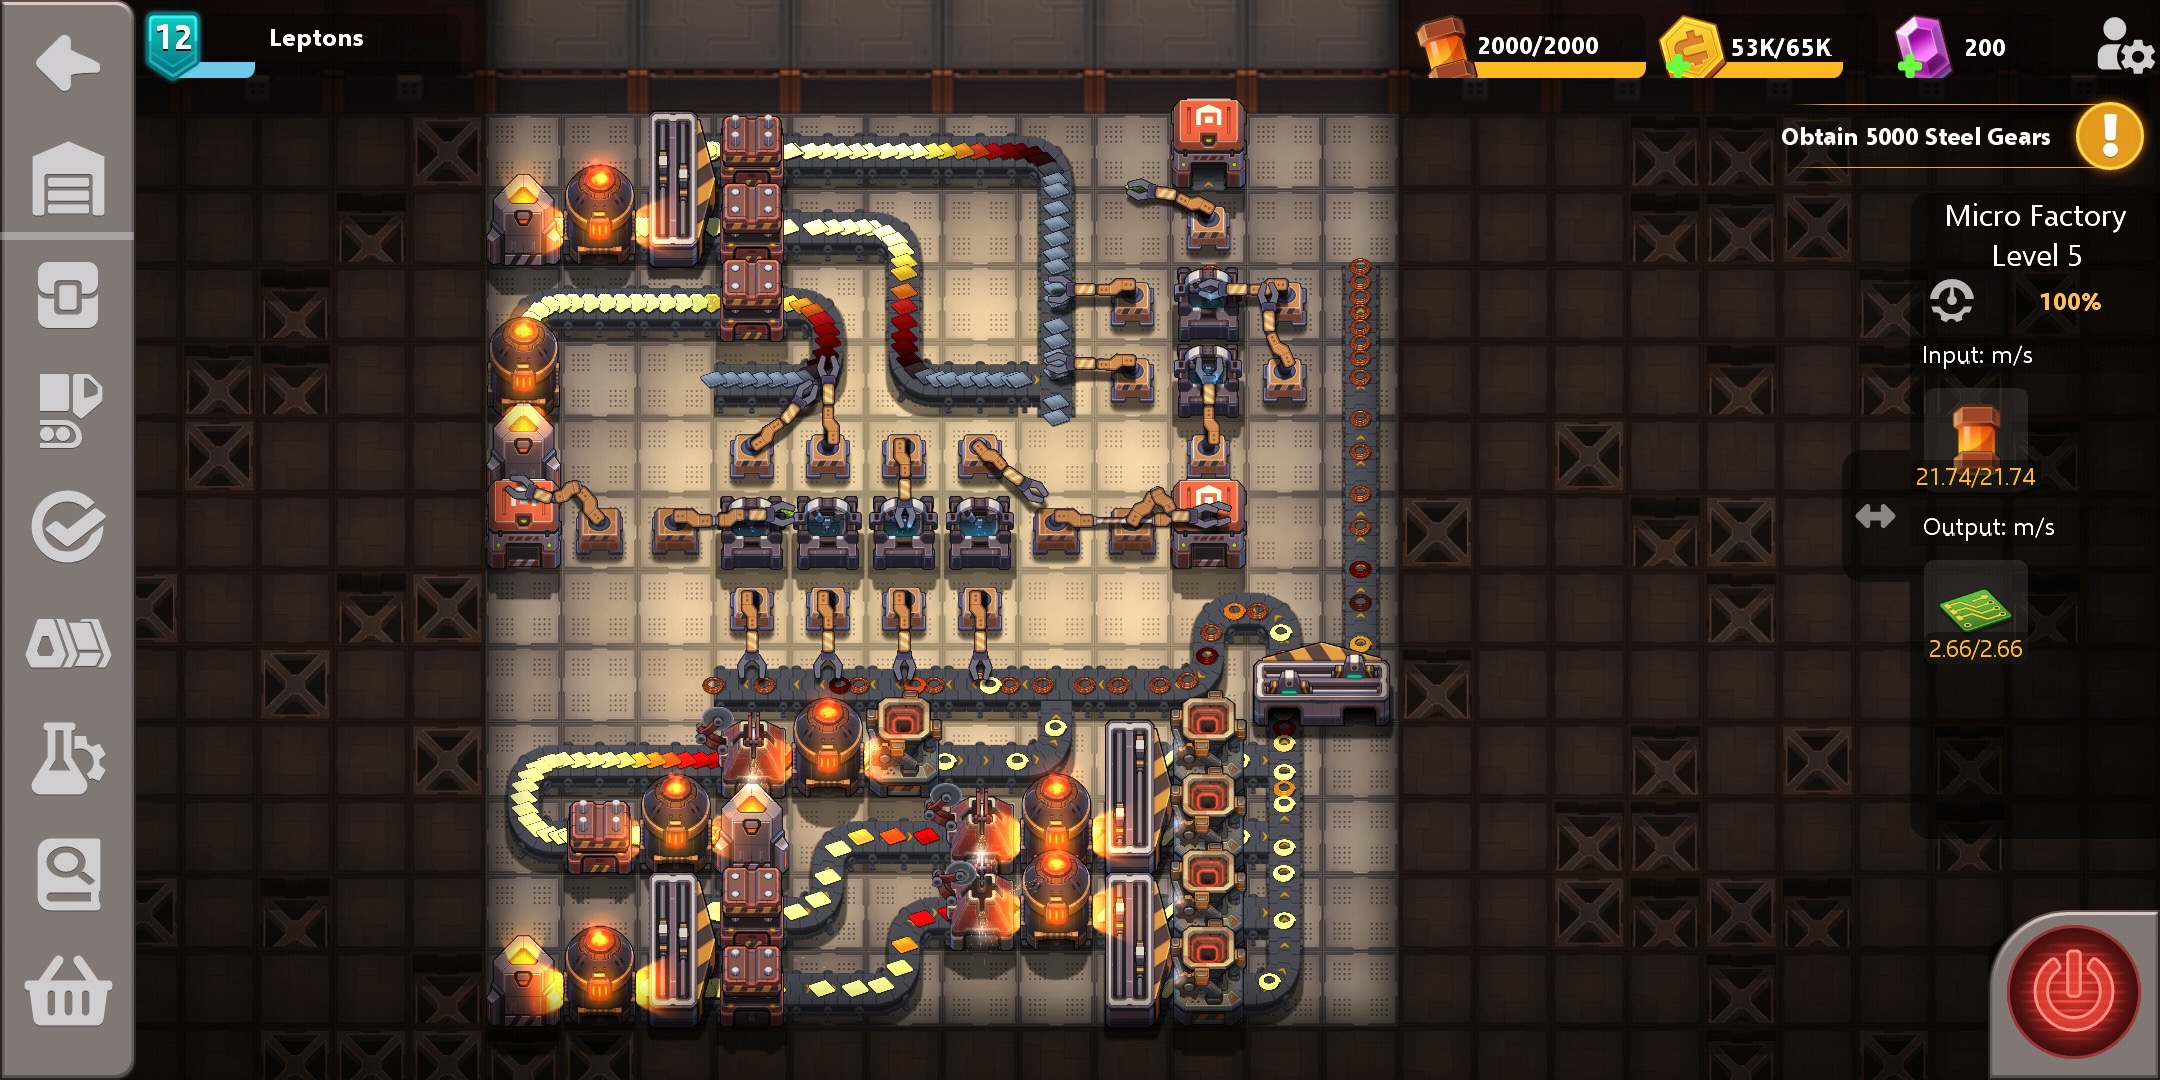 12
Leptons
2000/2000
53K/65K
200
Obtain 5000 Steel Gears
Micro Factory
Level 5
100%
Input: m/s
21.74/21.74
Output: m/s
2.66/2.66